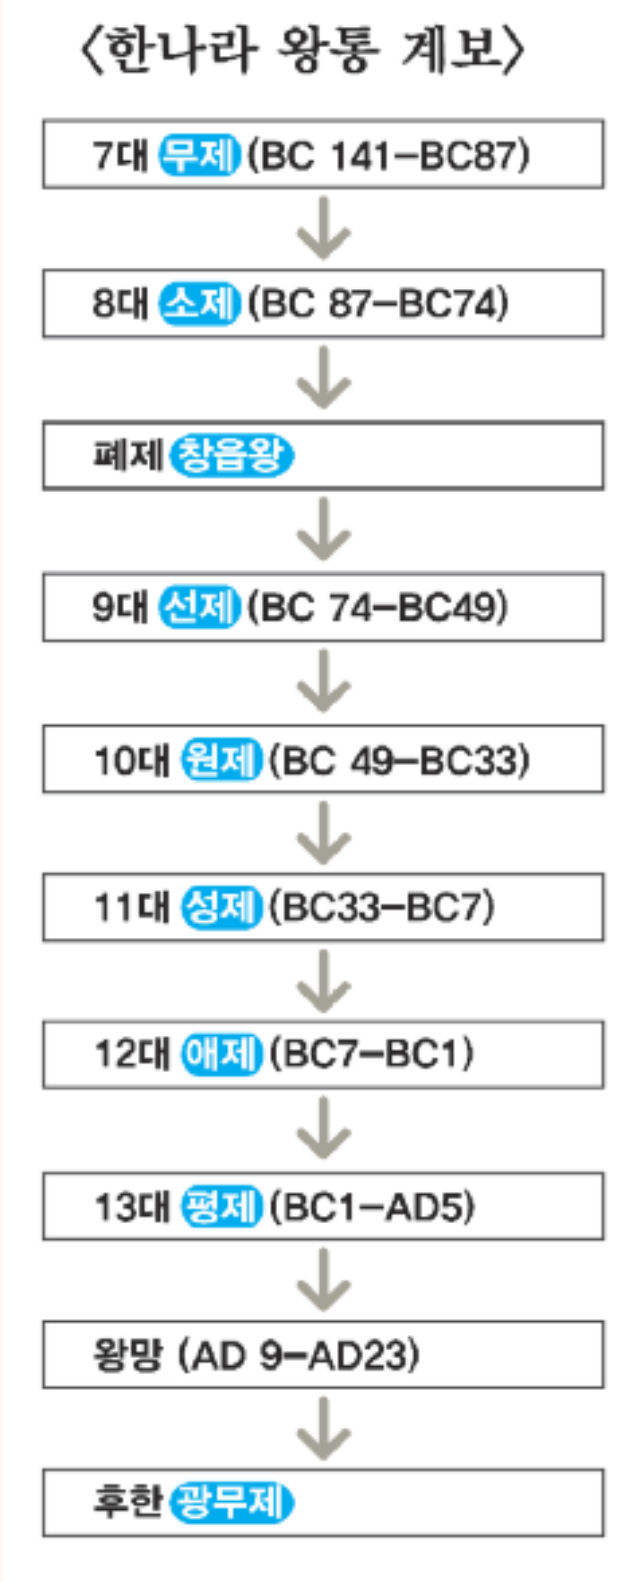 〈한나라 왕통 계보〉
7대 무제 (BC 141–BC87)
8대 소제 (BC 87–BC74)
폐제 창읍왕
9대 선제 (BC 74–BC49)
10대 원제 (BC 49–BC33)
11대 성제 (BC33–BC7)
12대 애제 (BC7–BC1)
13대 평제 (BC1–AD5)
왕망 (AD 9–AD23)
후한 광무제